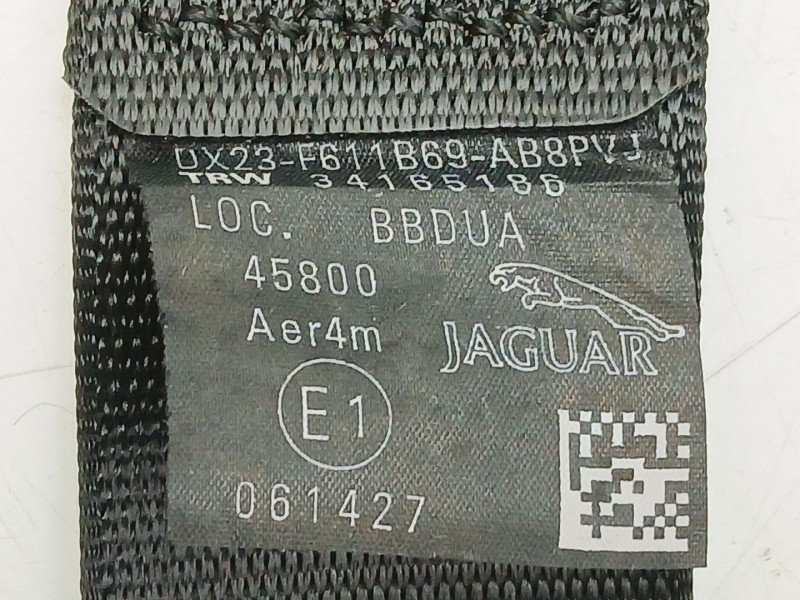 DX23-F611B69-AB8PVJ
TRW 34165186
LOC. BBDUA
45800
Aer4m
JAGUAR
E1
061427